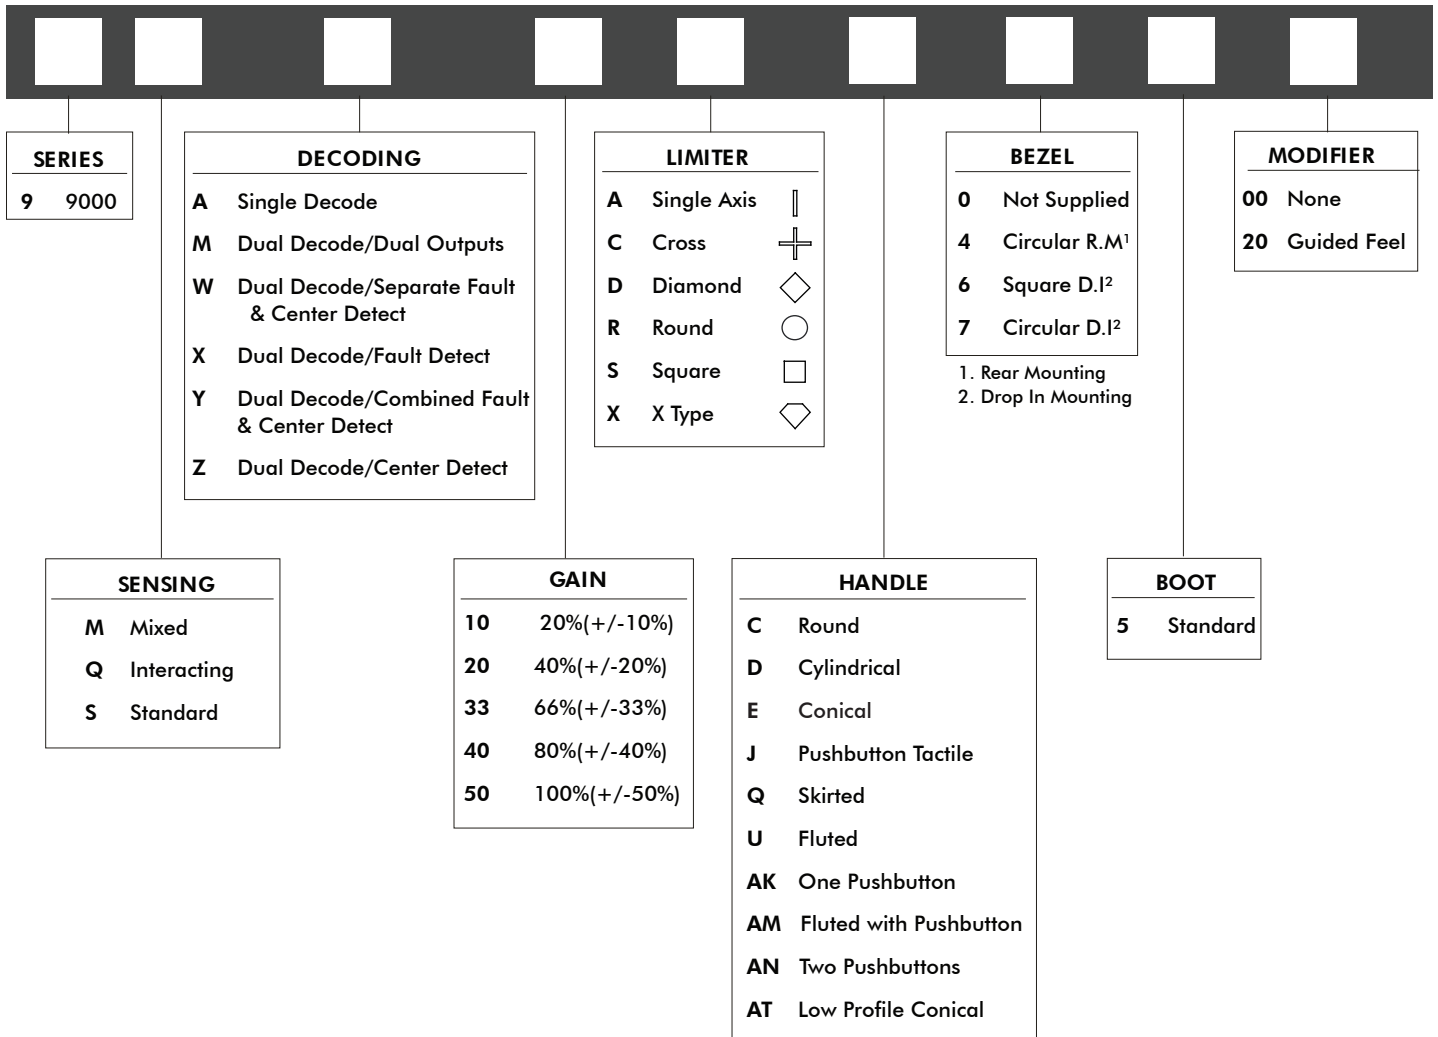 SERIES
9 9000
DECODING
A Single Decode
M Dual Decode/Dual Outputs
W Dual Decode/Separate Fault
& Center Detect
X Dual Decode/Fault Detect
Y Dual Decode/Combined Fault
& Center Detect
Z Dual Decode/Center Detect
LIMITER
A Single Axis
C Cross
D Diamond
R Round
S Square
X X Type
BEZEL
0 Not Supplied
4 Circular R.M¹
6 Square D.I²
7 Circular D.I²
1. Rear Mounting
2. Drop In Mounting
MODIFIER
00 None
20 Guided Feel
SENSING
M Mixed
Q Interacting
S Standard
GAIN
10 20%(+/-10%)
20 40%(+/-20%)
33 66%(+/-33%)
40 80%(+/-40%)
50 100%(+/-50%)
HANDLE
C Round
D Cylindrical
E Conical
J Pushbutton Tactile
Q Skirted
U Fluted
AK One Pushbutton
AM Fluted with Pushbutton
AN Two Pushbuttons
AT Low Profile Conical
BOOT
5 Standard